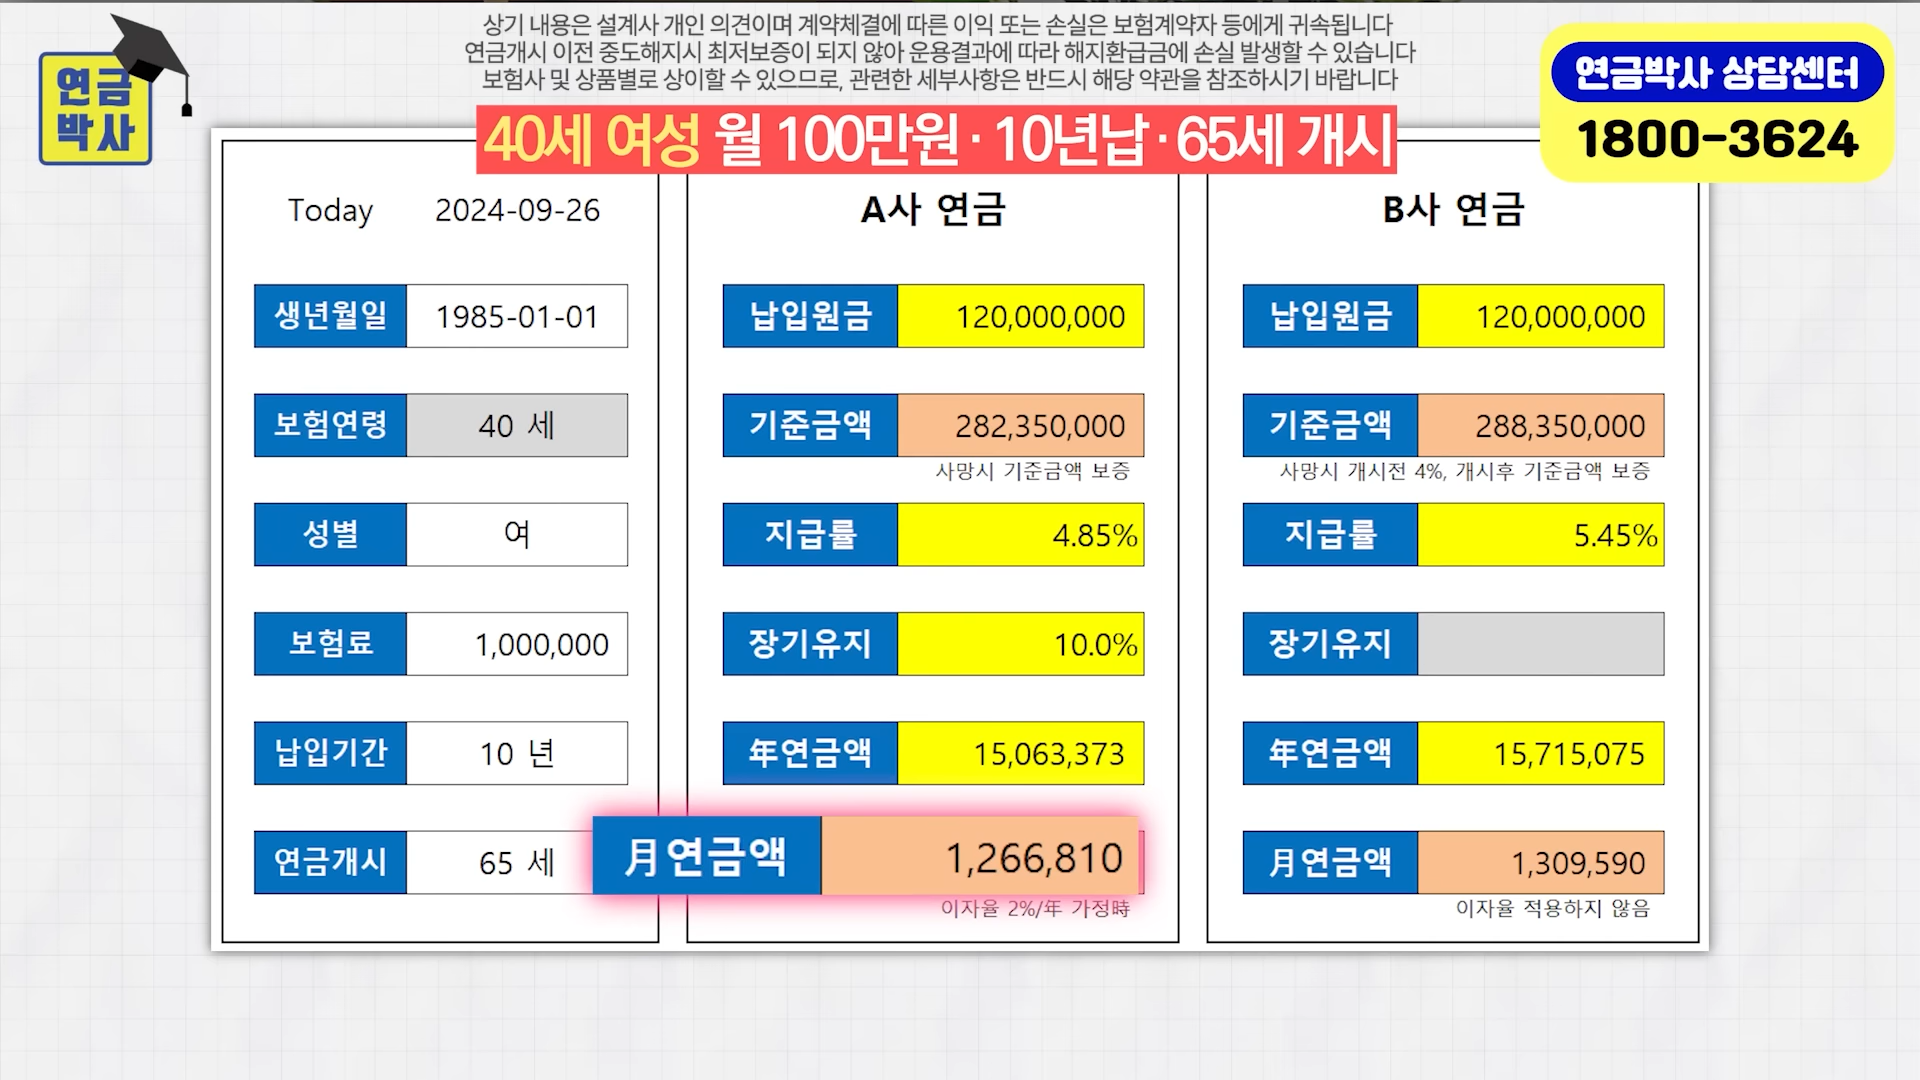 상기 내용은 설계사 개인 의견이며 계약체결에 따른 이익 또는 손실은 보험계약자 등에게 귀속됩니다
연금개시 이전 중도해지시 최저보증이 되지 않아 운용결과에 따라 해지환급금에 손실 발생할 수 있습니다
보험사 및 상품별로 상이할 수 있으므로, 관련한 세부사항은 반드시 해당 약관을 참조하시기 바랍니다
연금
박사
연금박사 상담센터
1800-3624
40세 여성 월 100만원·10년납·65세 개시
Today 2024-09-26
생년월일 1985-01-01
보험연령 40 세
성별 여
보험료 1,000,000
납입기간 10 년
연금개시 65 세
A사 연금
납입원금 120,000,000
기준금액 282,350,000
사망시 기준금액 보증
지급률 4.85%
장기유지 10.0%
年연금액 15,063,373
月연금액 1,266,810
이자율 2%/年 가정時
B사 연금
납입원금 120,000,000
기준금액 288,350,000
사망시 개시전 4%, 개시후 기준금액 보증
지급률 5.45%
장기유지
年연금액 15,715,075
月연금액 1,309,590
이자율 적용하지 않음